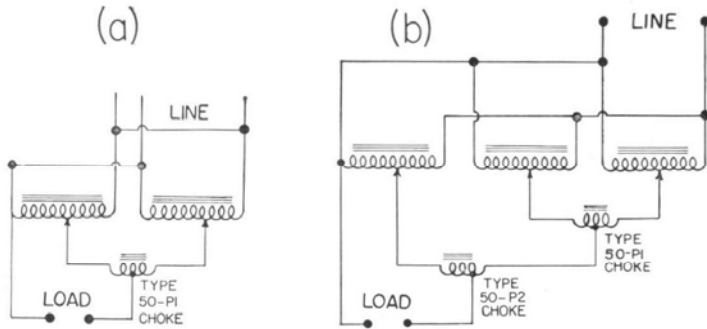 (a)
LINE
TYPE
50-P1
CHOKE
LOAD
(b)
LINE
TYPE
50-P1
CHOKE
TYPE
50-P2
CHOKE
LOAD